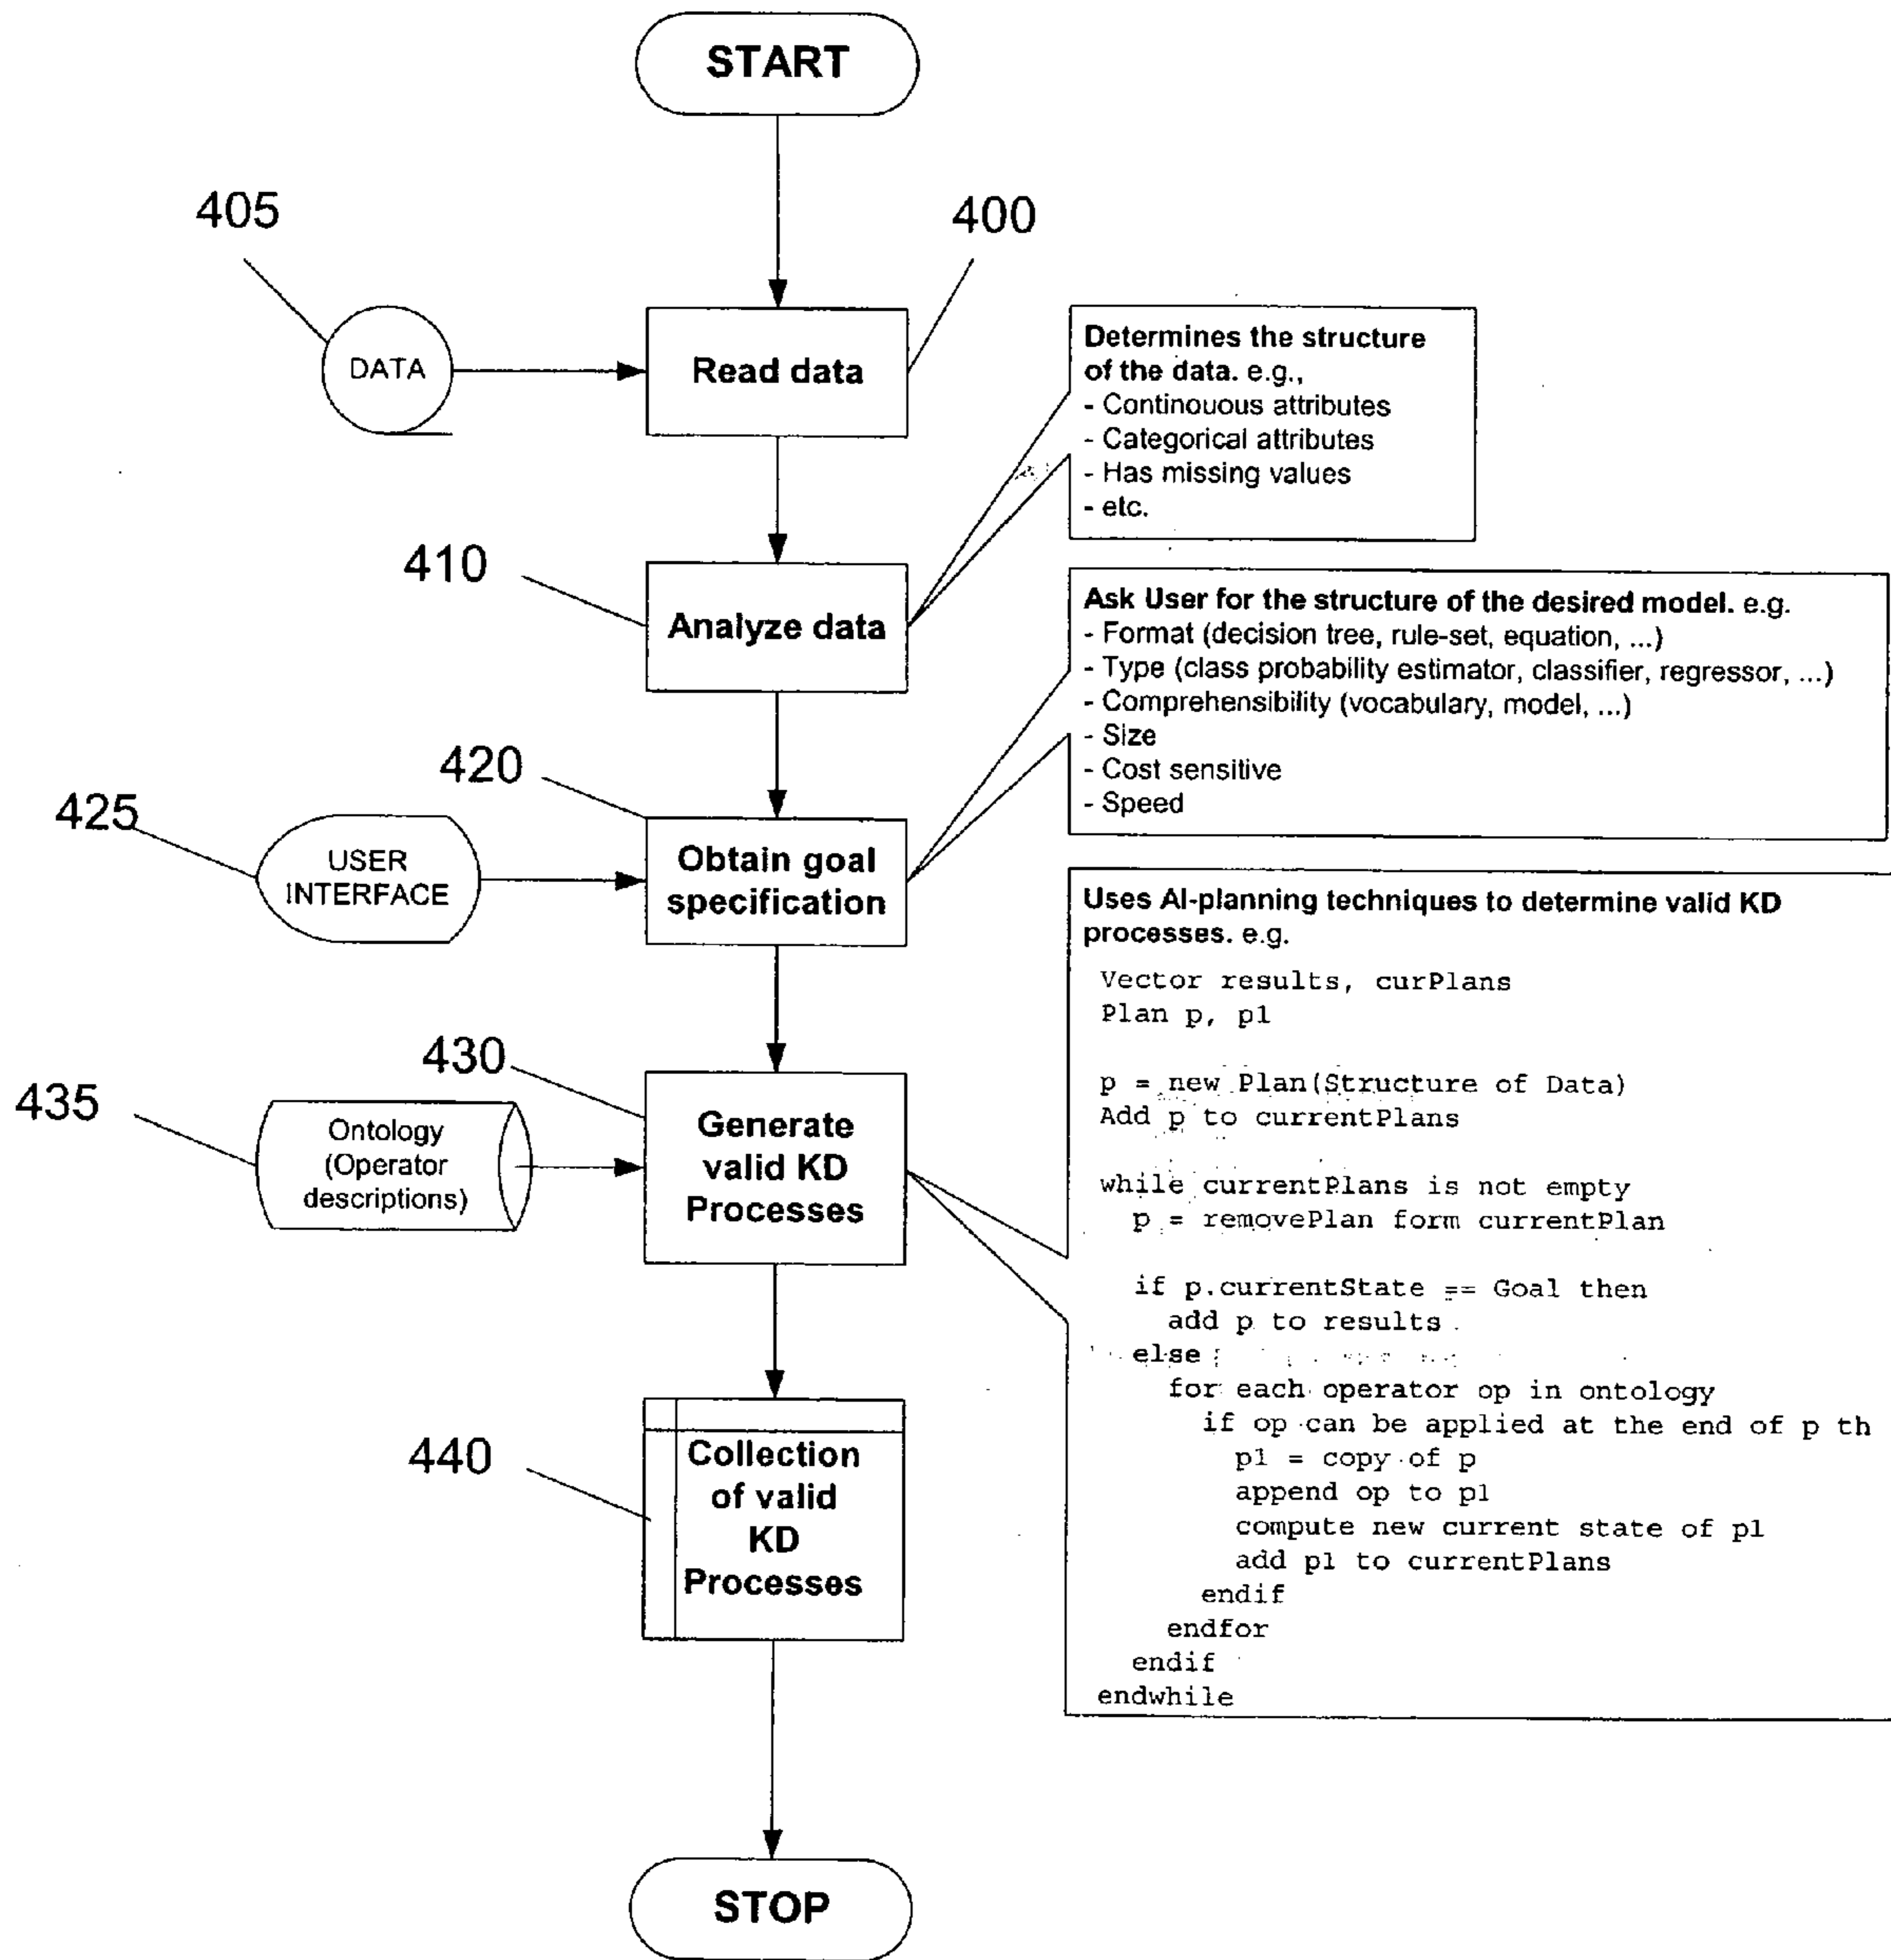 START
405
400
DATA
Read data
Determines the structure
of the data. e.g.,
- Continouous attributes
- Categorical attributes
- Has missing values
- etc.
410
Analyze data
Ask User for the structure of the desired model. e.g.
- Format (decision tree, rule-set, equation, ...)
- Type (class probability estimator, classifier, regressor, ...)
- Comprehensibility (vocabulary, model, ...)
- Size
- Cost sensitive
- Speed
420
425
USER
INTERFACE
Obtain goal
specification
Uses AI-planning techniques to determine valid KD
processes. e.g.
Vector results, curPlans
Plan p, p1
p = new Plan(Structure of Data)
Add p to currentPlans
while currentPlans is not empty
p = removePlan form currentPlan
if p.currentState == Goal then
add p to results
else
for each operator op in ontology
if op can be applied at the end of p th
p1 = copy of p
append op to p1
compute new current state of p1
add p1 to currentPlans
endif
endfor
endif
endwhile
430
435
Ontology
(Operator
descriptions)
Generate
valid KD
Processes
440
Collection
of valid
KD
Processes
STOP